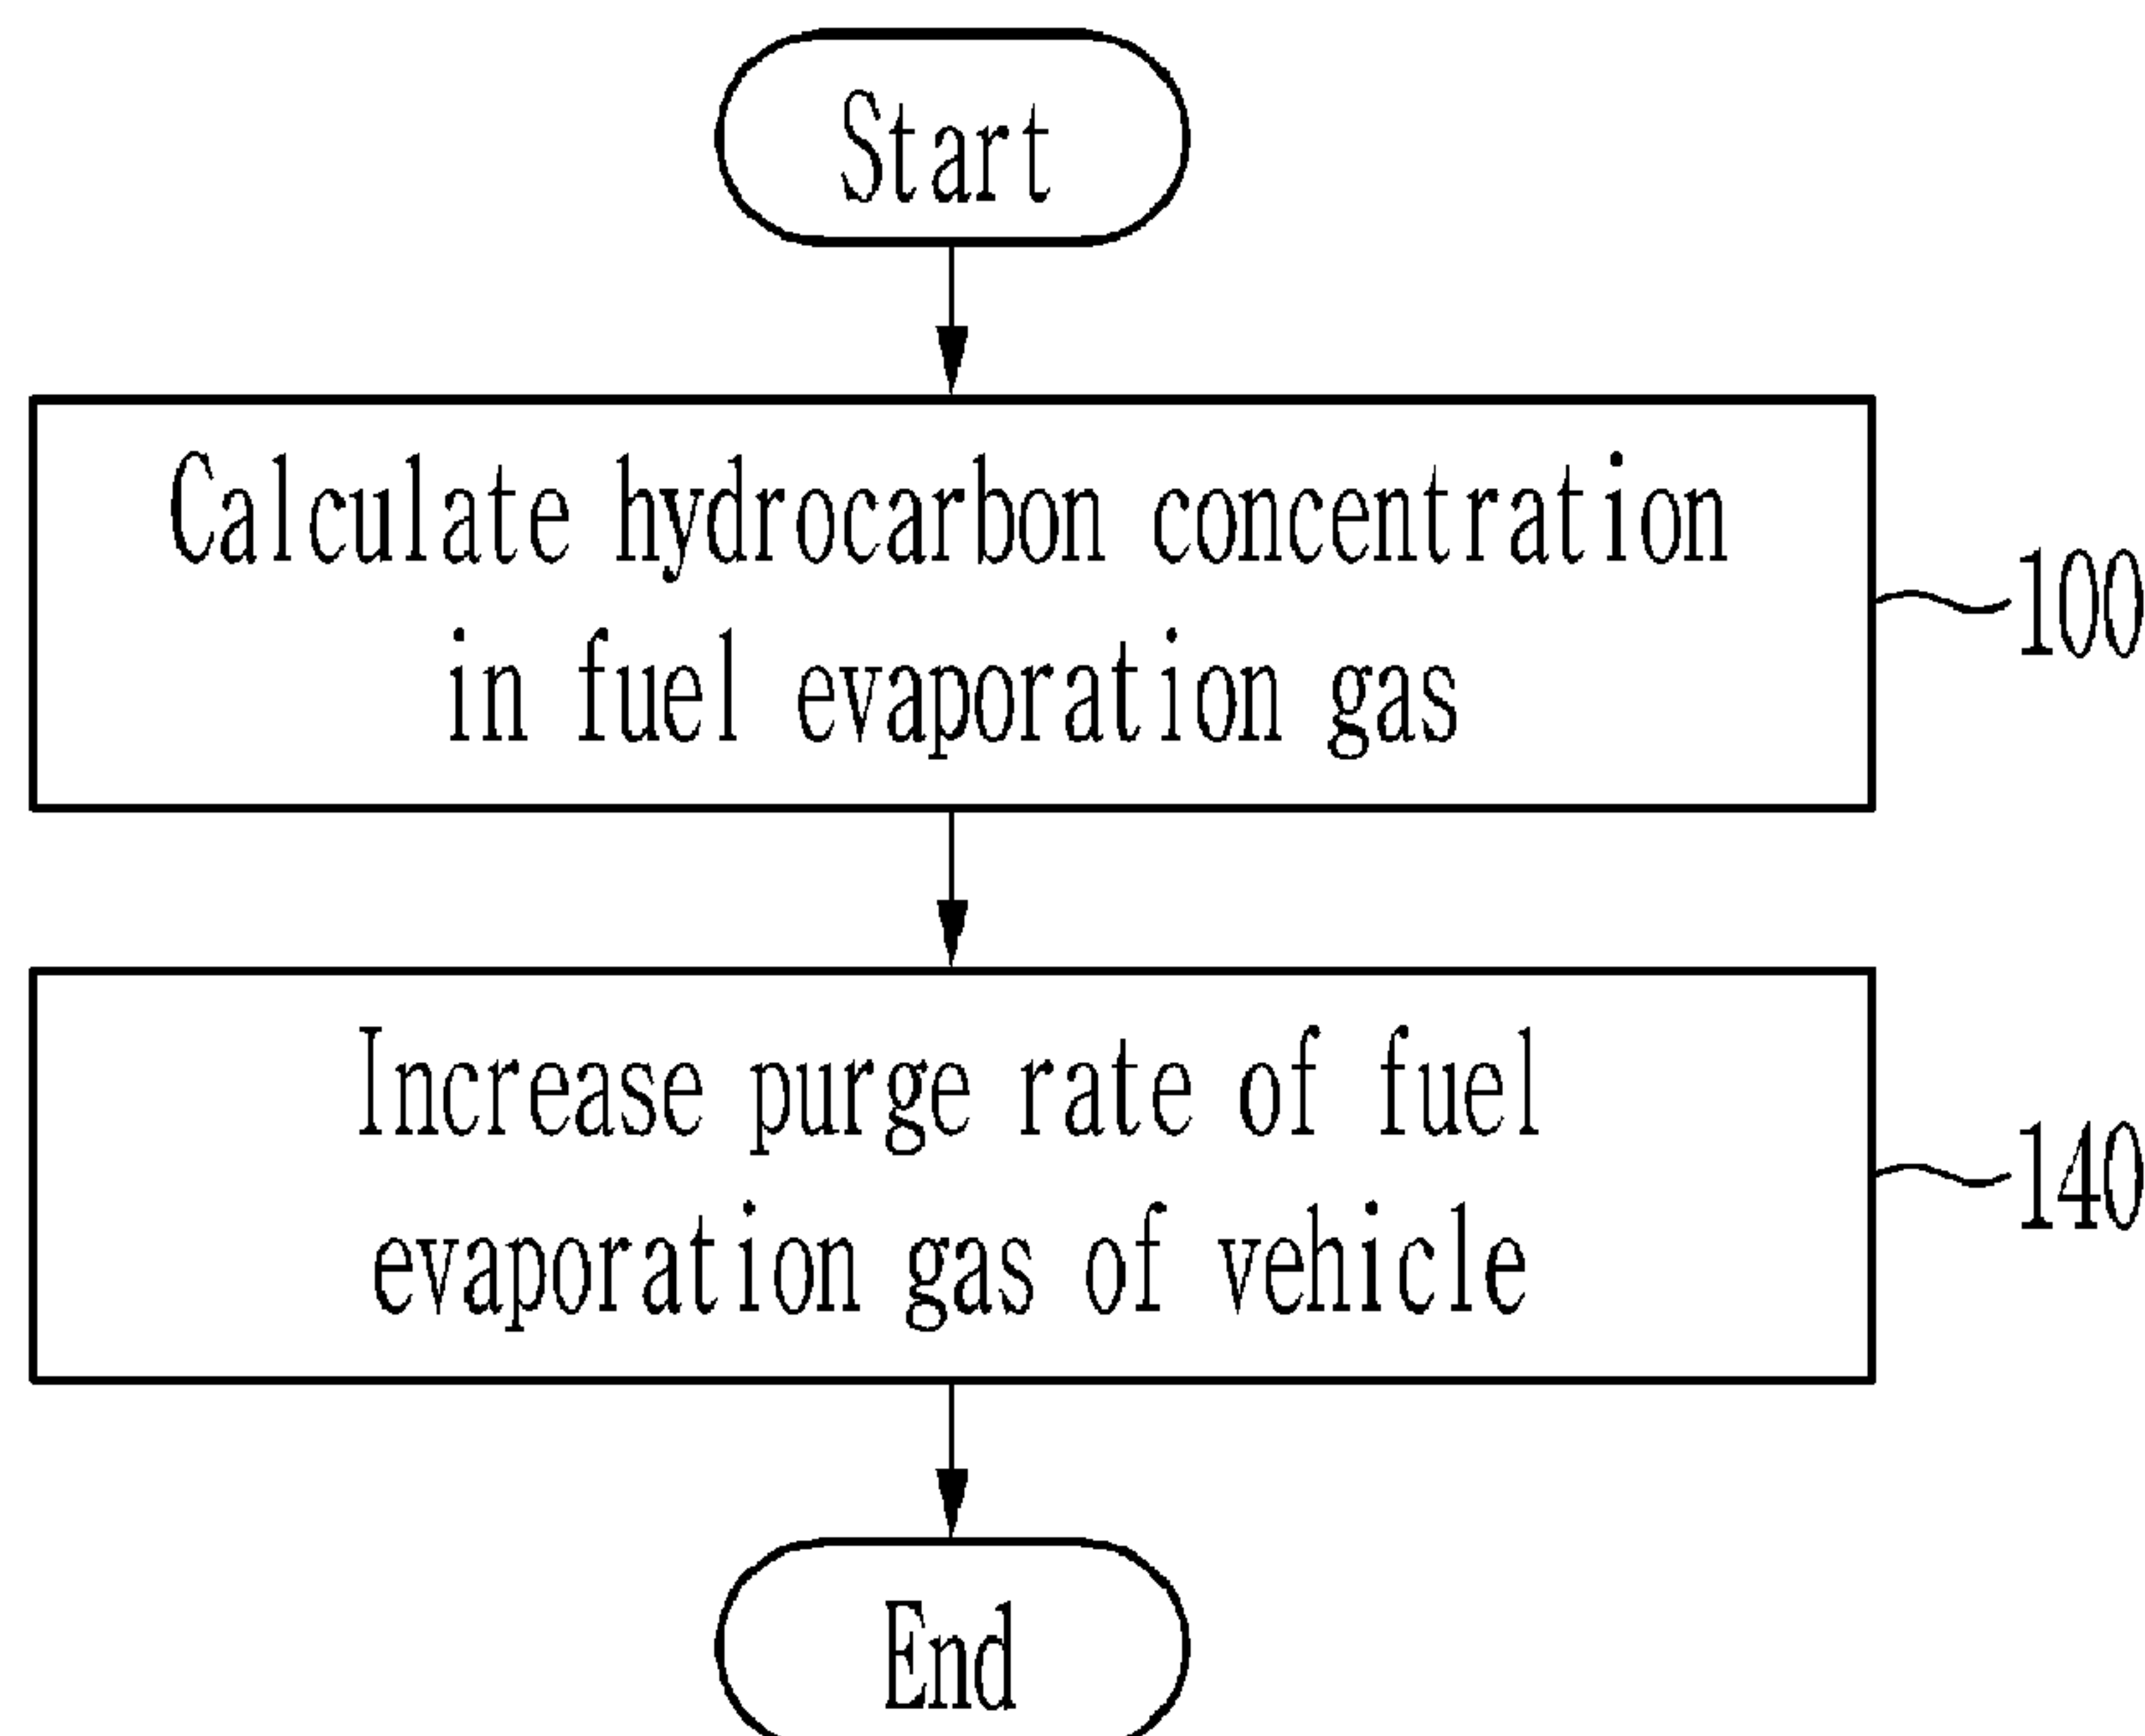 Start
Calculate hydrocarbon concentration
in fuel evaporation gas
100
Increase purge rate of fuel
evaporation gas of vehicle
140
End